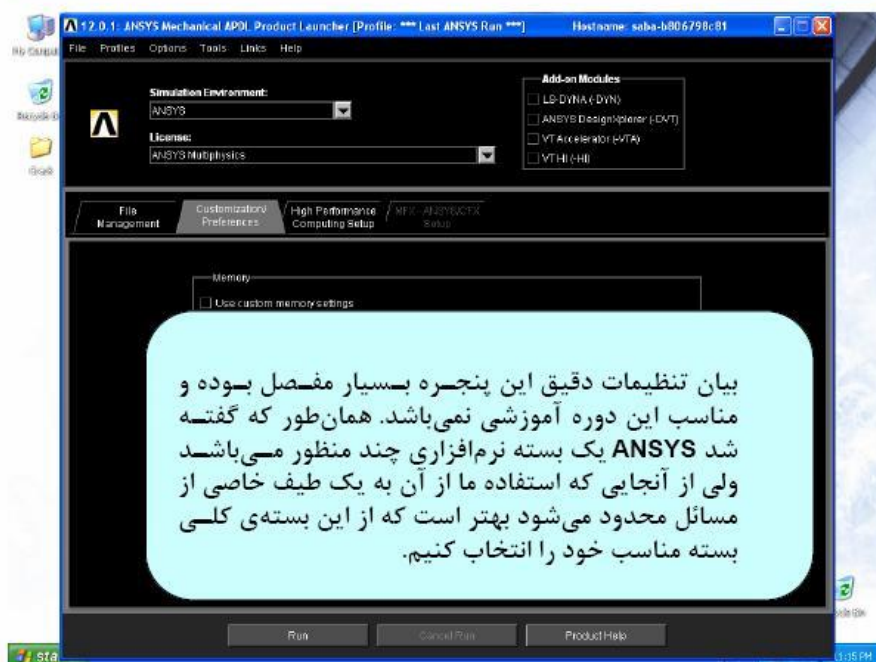 12.0.1: ANSYS Mechanical APDL Product Launcher [Profile: *** Last ANSYS Run ***] Hostname: saba-b806798c81
File Profiles Options Tools Links Help
Simulation Environment:
ANSYS
License:
ANSYS Multiphysics
Add-on Modules
LS-DYNA (-DYN)
ANSYS DesignXplorer (-DVT)
VT Accelerator (-VTA)
VT HI (-HI)
File Management
Customization/ Preferences
High Performance Computing Setup
MFX - ANSYS/CFX Setup
Memory
Use custom memory settings
بیان تنظیمات دقیق این پنجره بسیار مفصل بوده و
مناسب این دوره آموزشی نمی‌باشد. همان‌طور که گفته
شد ANSYS یک بسته نرم‌افزاری چند منظور می‌باشد
ولی از آنجایی که استفاده ما از آن به یک طیف خاصی از
مسائل محدود می‌شود بهتر است که از این بسته‌ی کلی
بسته مناسب خود را انتخاب کنیم.
Run
Cancel Run
Product Help